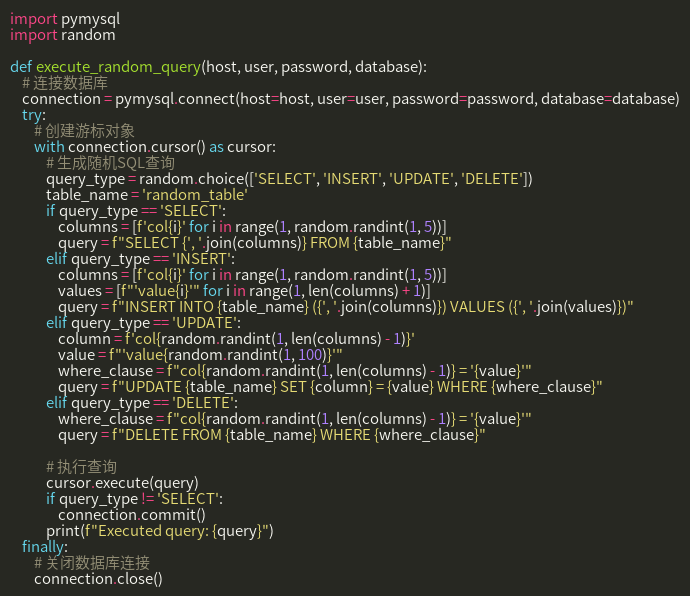 import pymysql
import random

def execute_random_query(host, user, password, database):
    # 连接数据库
    connection = pymysql.connect(host=host, user=user, password=password, database=database)
    try:
        # 创建游标对象
        with connection.cursor() as cursor:
            # 生成随机SQL查询
            query_type = random.choice(['SELECT', 'INSERT', 'UPDATE', 'DELETE'])
            table_name = 'random_table'
            if query_type == 'SELECT':
                columns = [f'col{i}' for i in range(1, random.randint(1, 5))]
                query = f"SELECT {', '.join(columns)} FROM {table_name}"
            elif query_type == 'INSERT':
                columns = [f'col{i}' for i in range(1, random.randint(1, 5))]
                values = [f"'value{i}'" for i in range(1, len(columns) + 1)]
                query = f"INSERT INTO {table_name} ({', '.join(columns)}) VALUES ({', '.join(values)})"
            elif query_type == 'UPDATE':
                column = f'col{random.randint(1, len(columns) - 1)}'
                value = f"'value{random.randint(1, 100)}'"
                where_clause = f"col{random.randint(1, len(columns) - 1)} = '{value}'"
                query = f"UPDATE {table_name} SET {column} = {value} WHERE {where_clause}"
            elif query_type == 'DELETE':
                where_clause = f"col{random.randint(1, len(columns) - 1)} = '{value}'"
                query = f"DELETE FROM {table_name} WHERE {where_clause}"

            # 执行查询
            cursor.execute(query)
            if query_type != 'SELECT':
                connection.commit()
            print(f"Executed query: {query}")
    finally:
        # 关闭数据库连接
        connection.close()